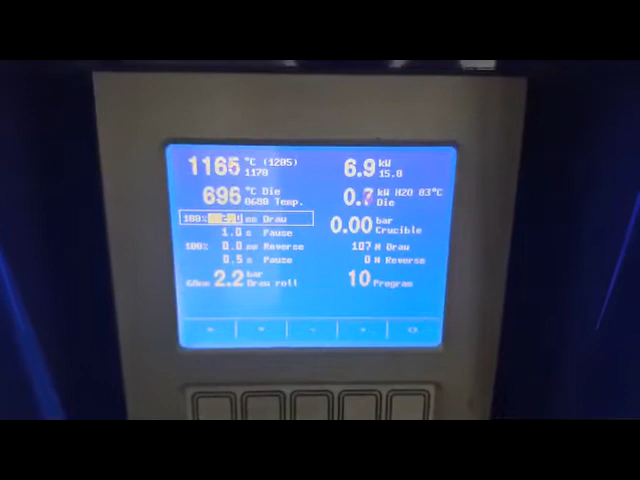 1165 °C (1205) 1170
6.9 kW 15.0
696 °C Die 0680 Temp.
0.7 kW H2O 83°C Die
100% mm Draw
0.00 bar Crucible
1.0 s Pause
100% 0.0 mm Reverse
107 M Draw
0.5 s Pause
0 M Reverse
2.2 bar Draw roll
10 Program